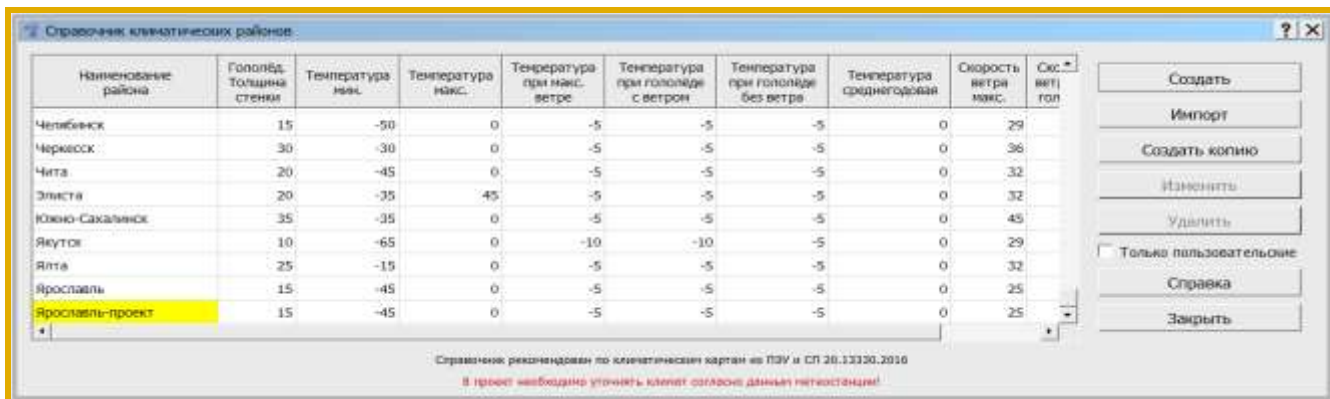 Справочник климатических районов
Наименование района Гололёд. Толщина стенки Температура мин. Температура макс. Температура при макс. ветре Температура при гололёде с ветром Температура при гололёде без ветра Температура среднегодовая Скорость ветра макс.
Челябинск 15 -50 0 -5 -5 -5 0 29
Черкесск 30 -30 0 -5 -5 -5 0 36
Чита 20 -45 0 -5 -5 -5 0 32
Элиста 20 -35 45 -5 -5 -5 0 32
Южно-Сахалинск 35 -35 0 -5 -5 -5 0 45
Якутск 10 -65 0 -10 -10 -5 0 29
Ялта 25 -15 0 -5 -5 -5 0 32
Ярославль 15 -45 0 -5 -5 -5 0 25
Ярославль-проект 15 -45 0 -5 -5 -5 0 25
Создать
Импорт
Создать копию
Изменить
Удалить
Только пользовательские
Справка
Закрыть
Справочник рекомендован по климатическим картам из ПЭУ и СП 20.13330.2016
В проект необходимо уточнять климат согласно данным метеостанции!